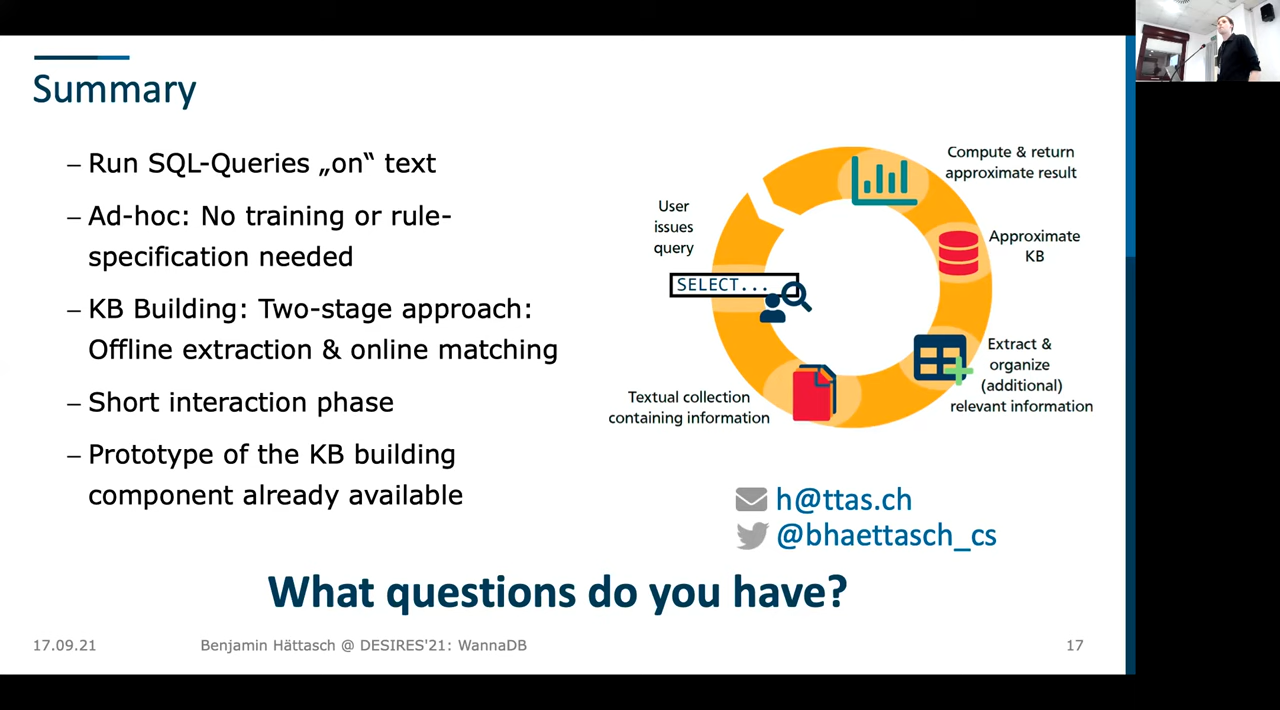 Summary
– Run SQL-Queries „on“ text
– Ad-hoc: No training or rule-
specification needed
– KB Building: Two-stage approach:
Offline extraction & online matching
– Short interaction phase
– Prototype of the KB building
component already available
User
issues
query
SELECT...
Compute & return
approximate result
Approximate
KB
Extract &
organize
(additional)
relevant information
Textual collection
containing information
h@ttas.ch
@bhaettasch_cs
What questions do you have?
17.09.21
Benjamin Hättasch @ DESIRES'21: WannaDB
17